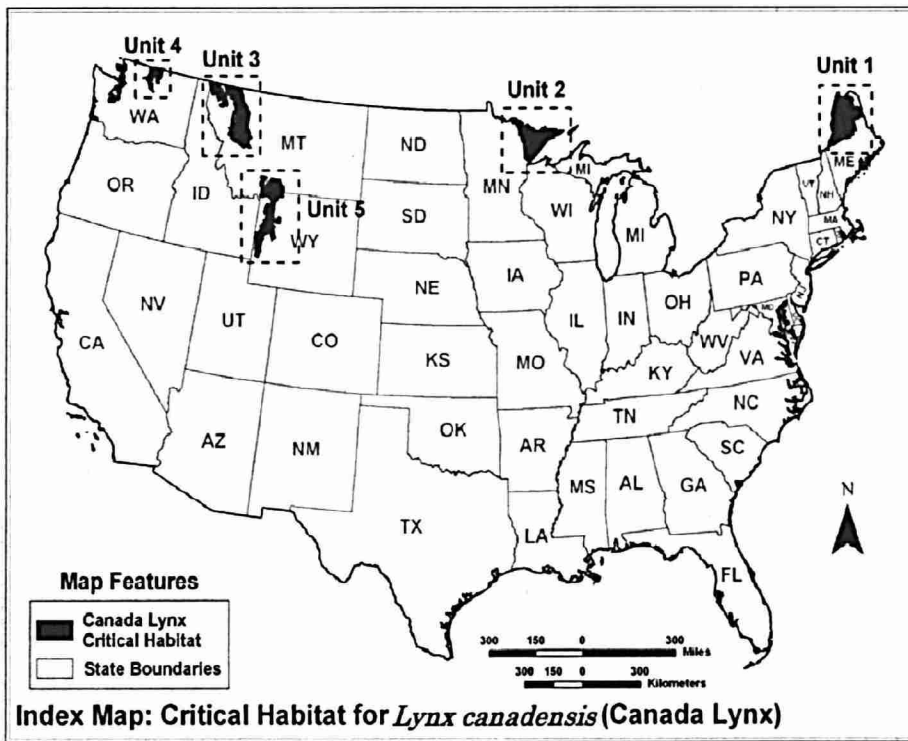 Unit 4
Unit 3
Unit 2
Unit 1
WA
MT
ND
MN
MI
ME
VT
NH
OR
ID
Unit 5
WY
SD
WI
MI
NY
MA
CT
NV
UT
CO
NE
IA
IL
IN
OH
PA
NJ
MD
CA
KS
MO
KY
WV
VA
AZ
NM
OK
AR
TN
NC
SC
TX
LA
MS
AL
GA
FL
N
Map Features
Canada Lynx
Critical Habitat
State Boundaries
300 150 0 300
Miles
300 150 0 300
Kilometers
Index Map: Critical Habitat for Lynx canadensis (Canada Lynx)